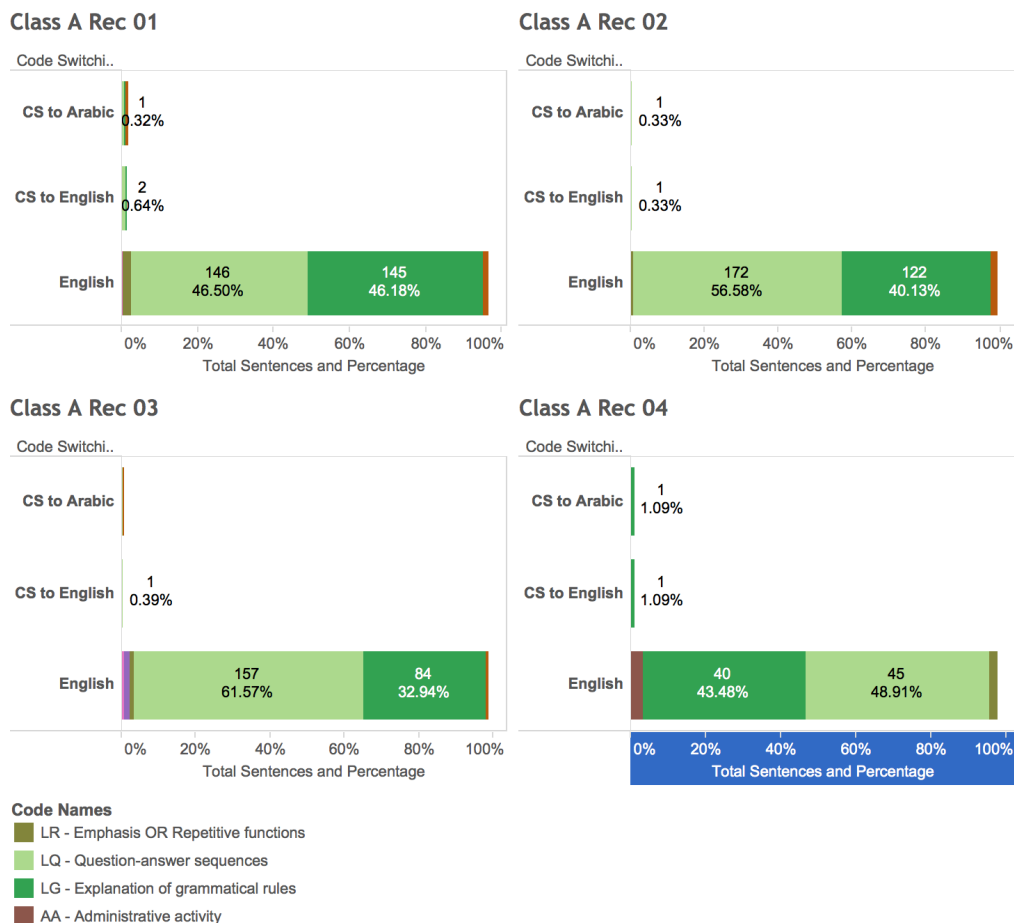 Class A Rec 01
Code Switchi..
CS to Arabic
1
0.32%
CS to English
2
0.64%
English
146
46.50%
145
46.18%
0% 20% 40% 60% 80% 100%
Total Sentences and Percentage
Class A Rec 02
Code Switchi..
CS to Arabic
1
0.33%
CS to English
1
0.33%
English
172
56.58%
122
40.13%
0% 20% 40% 60% 80% 100%
Total Sentences and Percentage
Class A Rec 03
Code Switchi..
CS to Arabic
CS to English
1
0.39%
English
157
61.57%
84
32.94%
0% 20% 40% 60% 80% 100%
Total Sentences and Percentage
Class A Rec 04
Code Switchi..
CS to Arabic
1
1.09%
CS to English
1
1.09%
English
40
43.48%
45
48.91%
0% 20% 40% 60% 80% 100%
Total Sentences and Percentage
Code Names
LR - Emphasis OR Repetitive functions
LQ - Question-answer sequences
LG - Explanation of grammatical rules
AA - Administrative activity